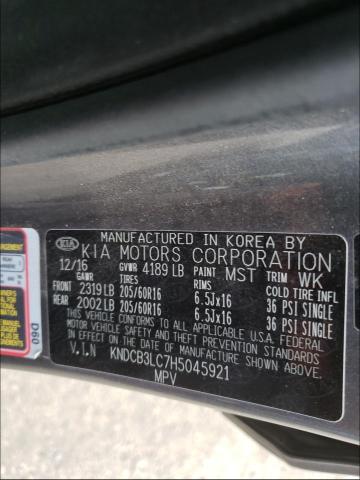 MANUFACTURED IN KOREA BY
KIA KIA MOTORS CORPORATION
12/16 GVWR 4189 LB PAINT MST TRIM WK
GAWR TIRES RIMS COLD TIRE INFL
FRONT 2319 LB 205/60R16 6.5Jx16 36 PSI SINGLE
REAR 2002 LB 205/60R16 6.5Jx16 36 PSI SINGLE
THIS VEHICLE CONFORMS TO ALL APPLICABLE U.S.A. FEDERAL
MOTOR VEHICLE SAFETY AND THEFT PREVENTION STANDARDS
IN EFFECT ON THE DATE OF MANUFACTURE SHOWN ABOVE.
V.I.N KNDCB3LC7H5045921
MPV
D60